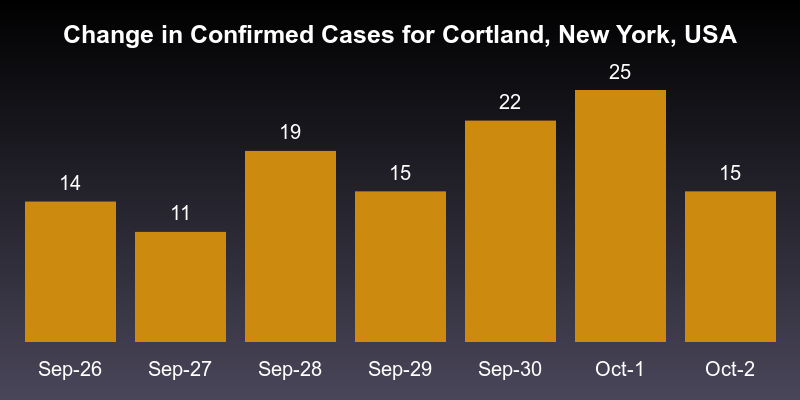 Change in Confirmed Cases for Cortland, New York, USA
14
11
19
15
22
25
15
Sep-26
Sep-27
Sep-28
Sep-29
Sep-30
Oct-1
Oct-2